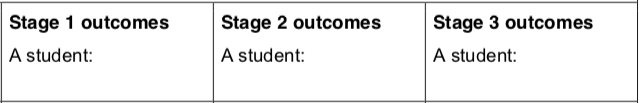 Stage 1 outcomes
A student:
Stage 2 outcomes
A student:
Stage 3 outcomes
A student: